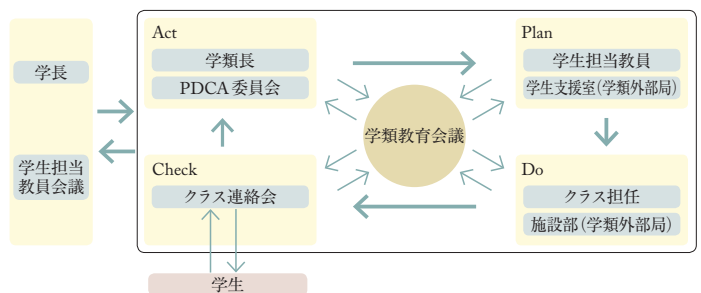 学長
学生担当
教員会議
Act
学類長
PDCA委員会
Plan
学生担当教員
学生支援室(学類外部局)
学類教育会議
Check
クラス連絡会
Do
クラス担任
施設部(学類外部局)
学生